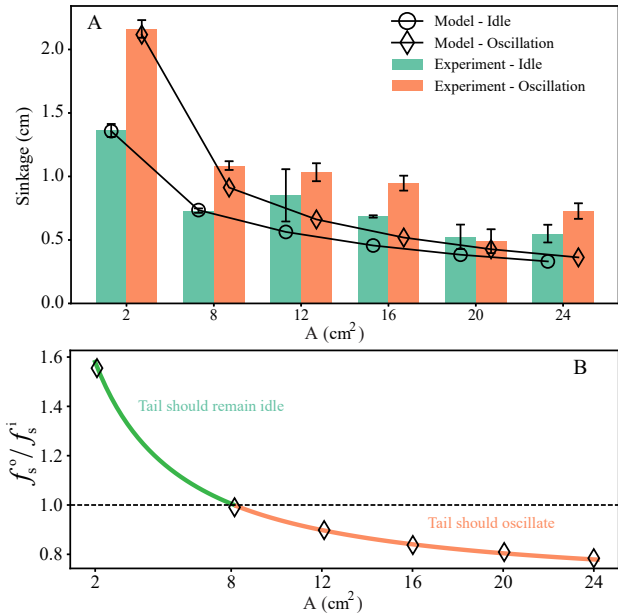 A
Model - Idle
Model - Oscillation
Experiment - Idle
Experiment - Oscillation
Sinkage (cm)
2.0
1.5
1.0
0.5
0.0
2 8 12 16 20 24
A (cm²)
B
Tail should remain idle
Tail should oscillate
fₛᵒ/fₛⁱ
1.6
1.4
1.2
1.0
0.8
2 8 12 16 20 24
A (cm²)